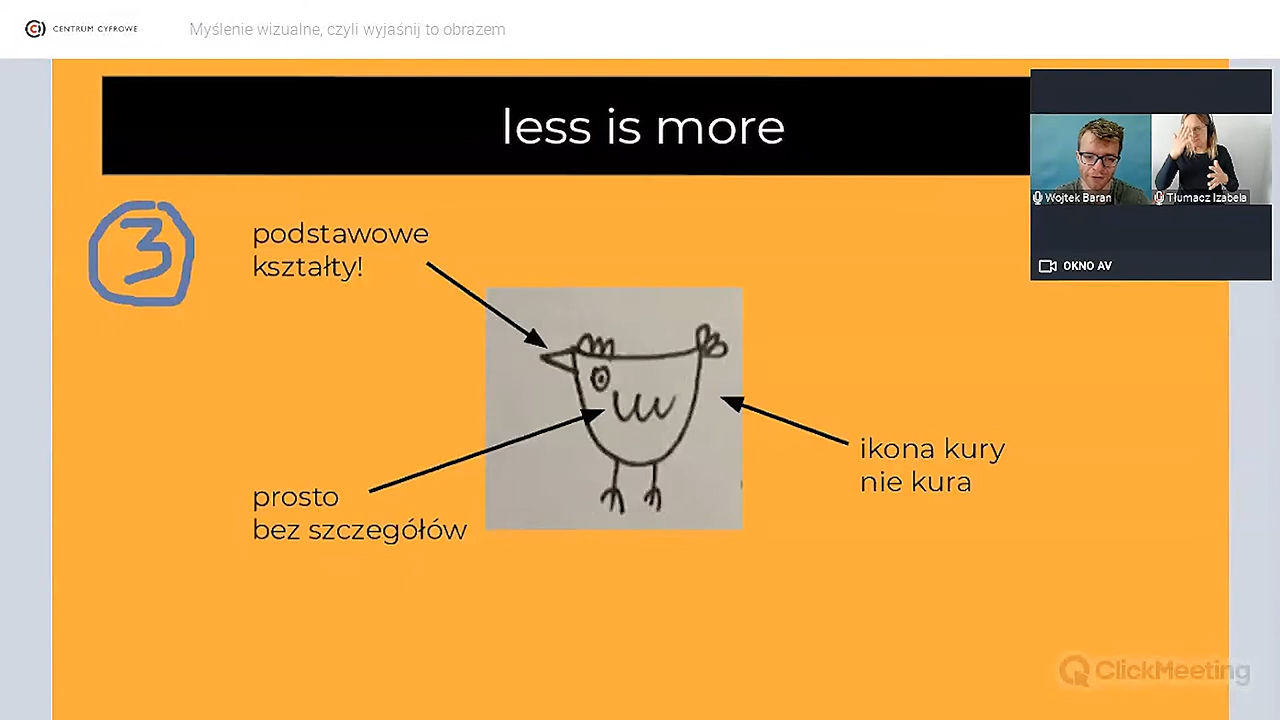 CENTRUM CYFROWE
Myślenie wizualne, czyli wyjaśnij to obrazem
less is more
Wojtek Baran
Tłumacz Izabela
OKNO AV
3
podstawowe
kształty!
ikona kury
nie kura
prosto
bez szczegółów
ClickMeeting